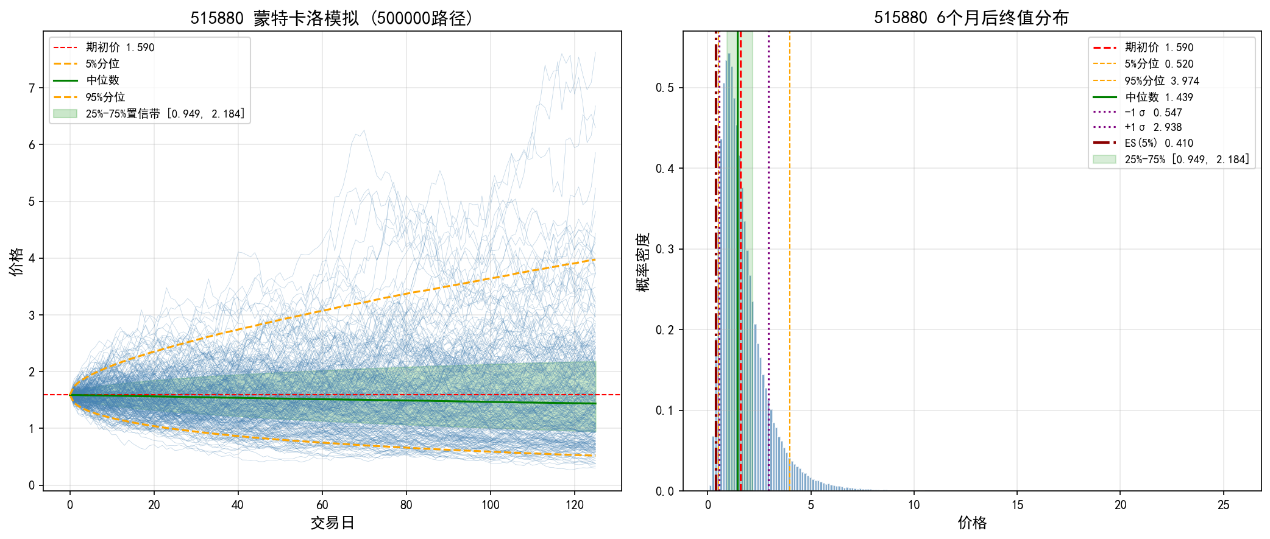 515880 蒙特卡洛模拟 (500000路径)
期初价 1.590
5%分位
中位数
95%分位
25%-75%置信带 [0.949, 2.184]
价格
7
6
5
4
3
2
1
0
0 20 40 60 80 100 120
交易日
515880 6个月后终值分布
期初价 1.590
5%分位 0.520
95%分位 3.974
中位数 1.439
-1σ 0.547
+1σ 2.938
ES(5%) 0.410
25%-75% [0.949, 2.184]
概率密度
0.5
0.4
0.3
0.2
0.1
0.0
0 5 10 15 20 25
价格